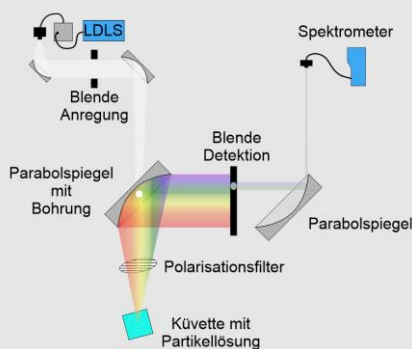 LDLS
Spektrometer
Blende
Anregung
Blende
Detektion
Parabolspiegel
mit
Bohrung
Parabolspiegel
Polarisationsfilter
Küvette mit
Partikellösung